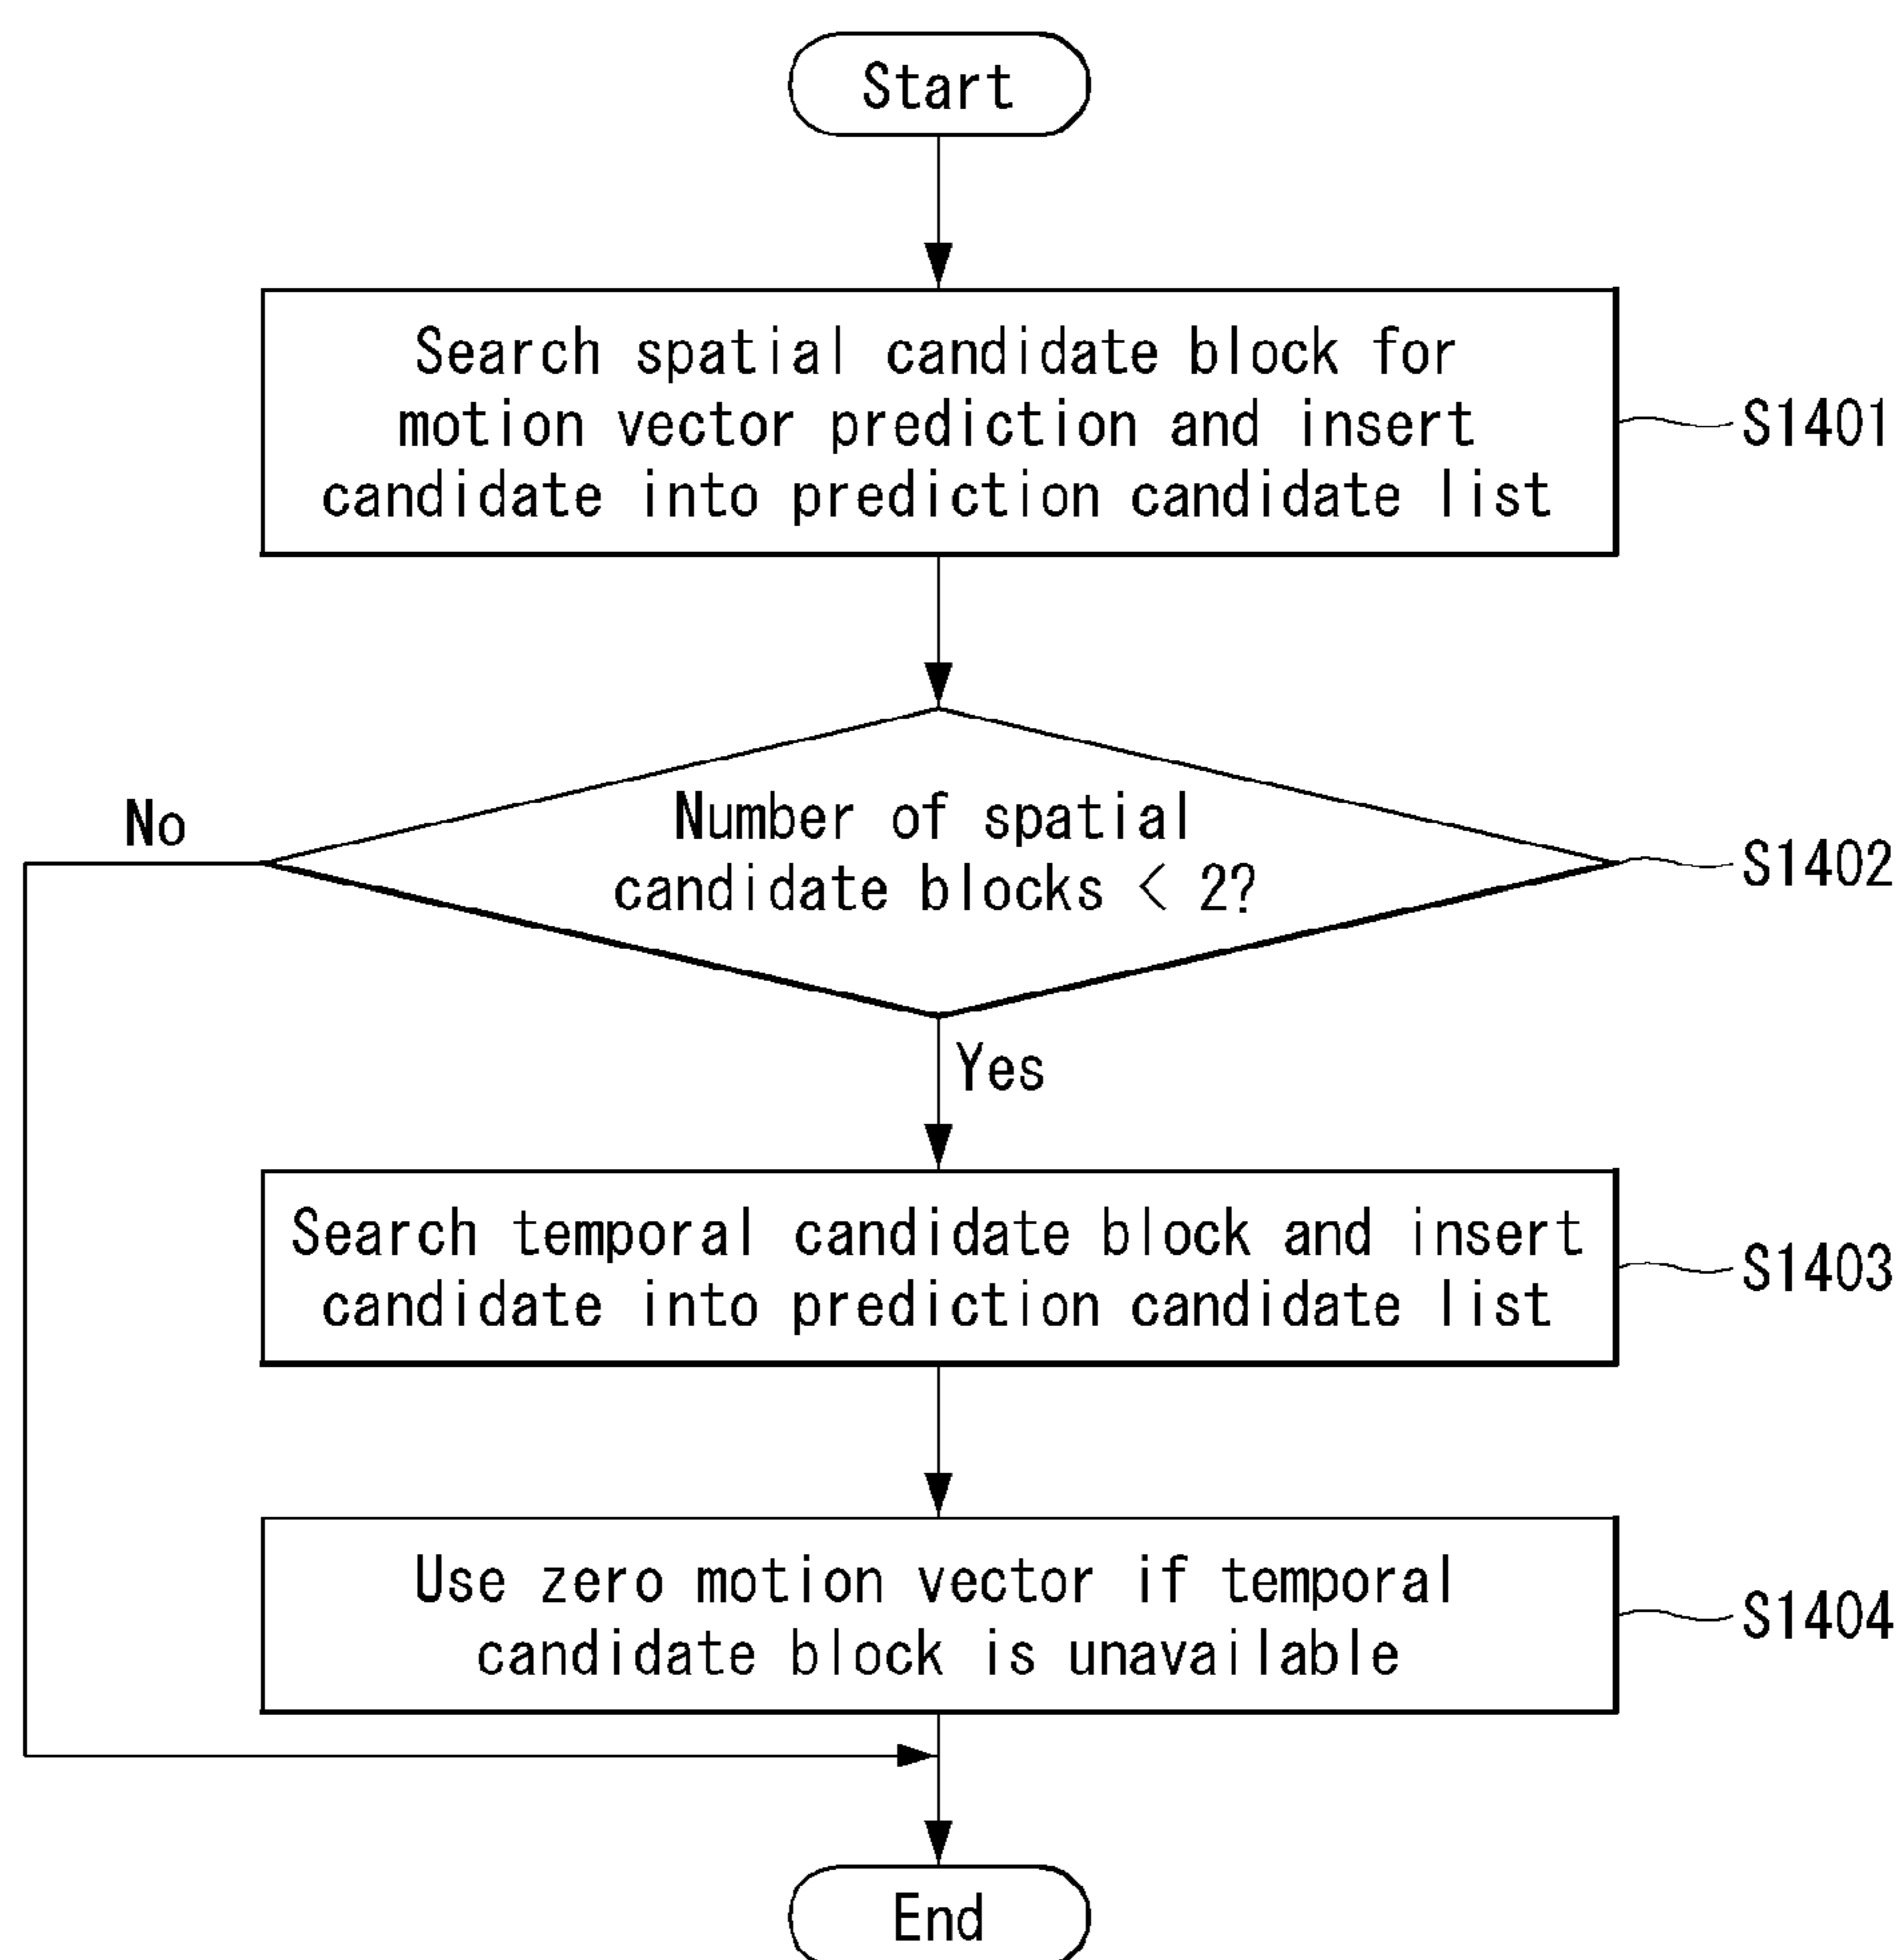 Start
Search spatial candidate block for
motion vector prediction and insert
candidate into prediction candidate list
S1401
No
Number of spatial
candidate blocks < 2?
S1402
Yes
Search temporal candidate block and insert
candidate into prediction candidate list
S1403
Use zero motion vector if temporal
candidate block is unavailable
S1404
End